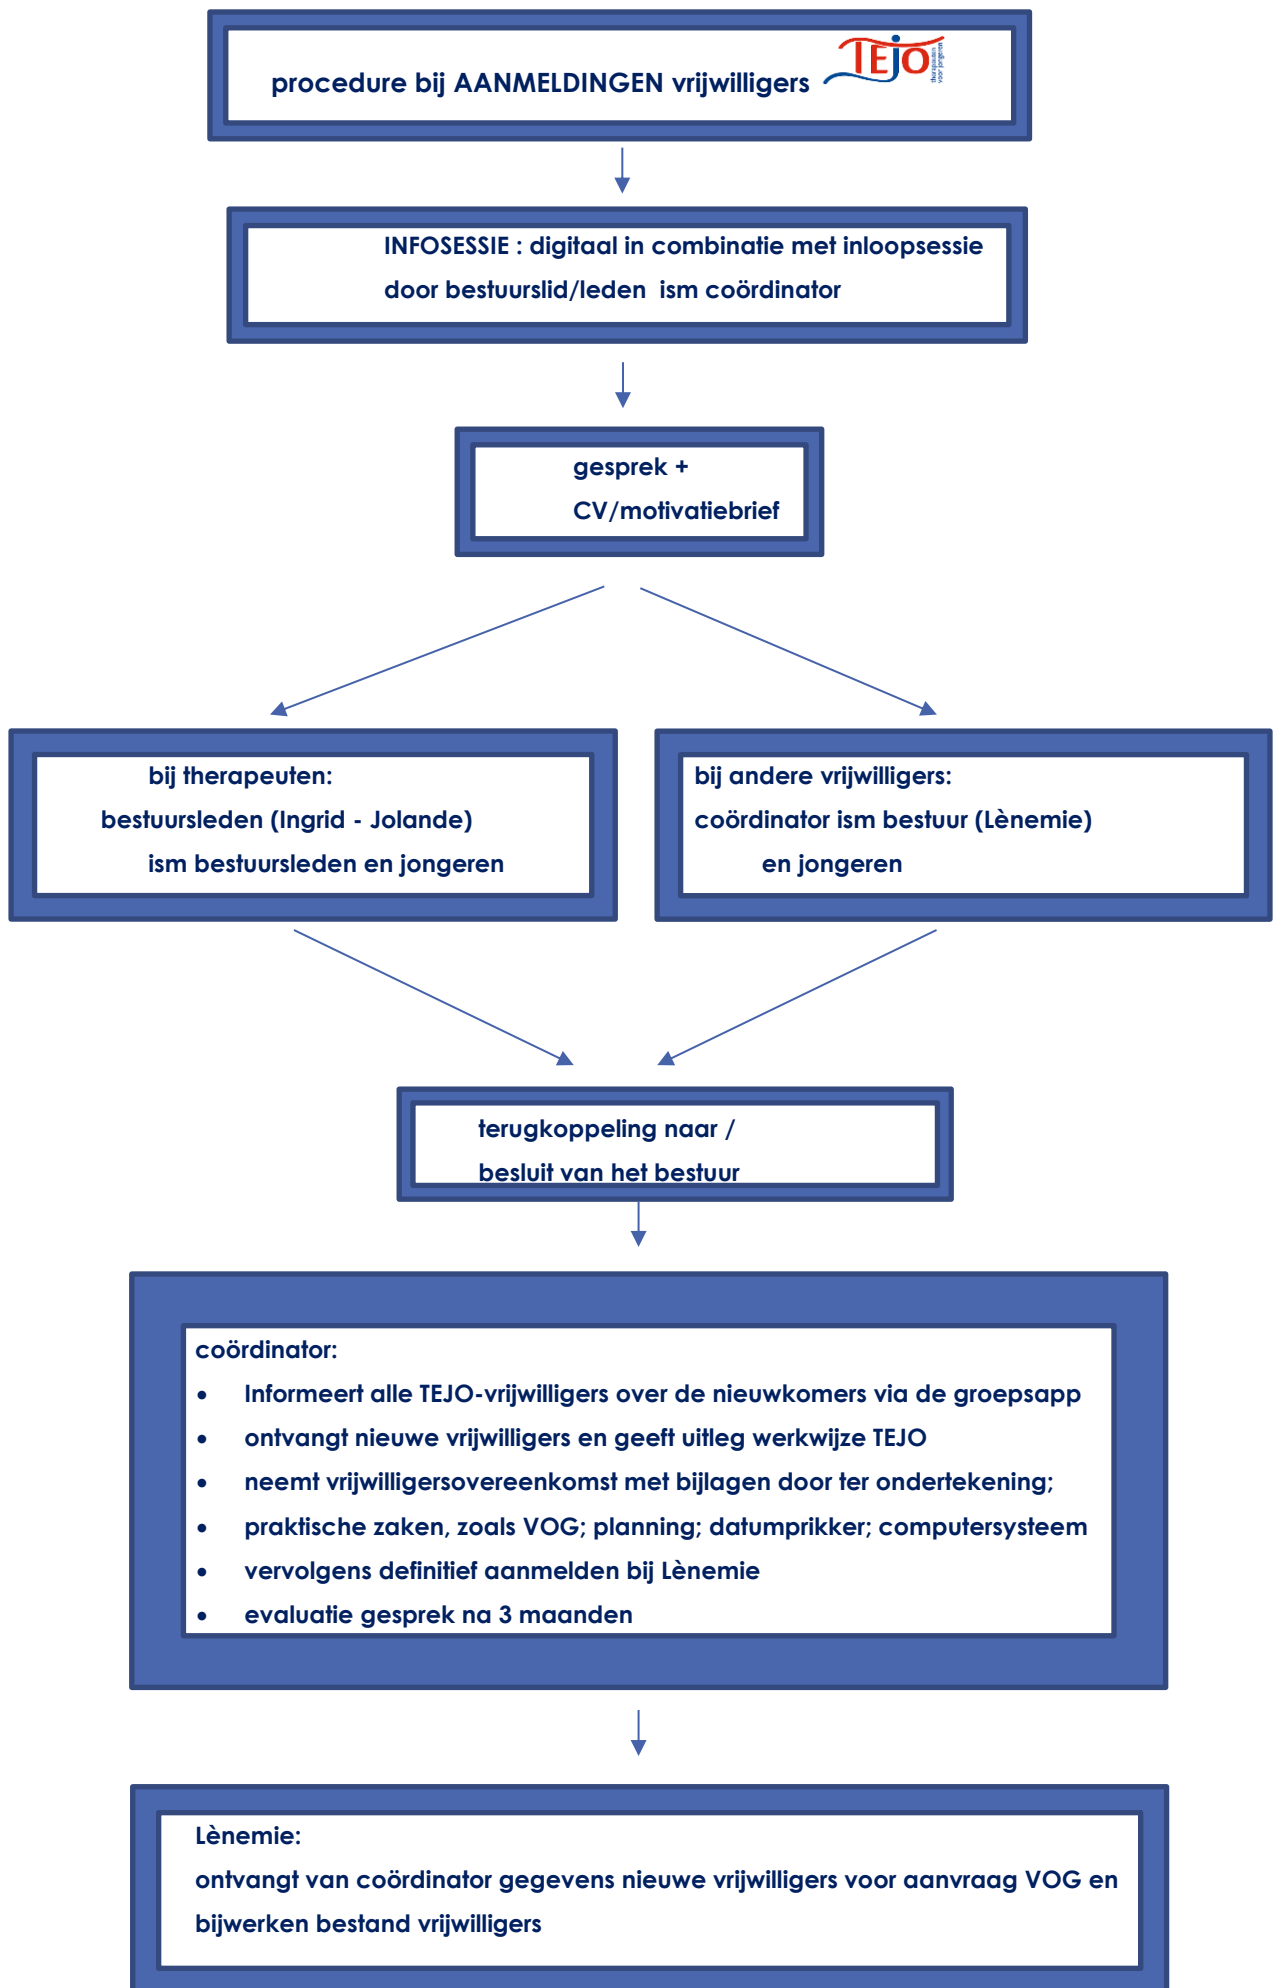 procedure bij AANMELDINGEN vrijwilligers
TEJO
therapeuten
voor jongeren
INFOSESSIE : digitaal in combinatie met inloopsessie
door bestuurslid/leden ism coördinator
gesprek +
CV/motivatiebrief
bij therapeuten:
bestuursleden (Ingrid - Jolande)
ism bestuursleden en jongeren
bij andere vrijwilligers:
coördinator ism bestuur (Lènemie)
en jongeren
terugkoppeling naar /
besluit van het bestuur
coördinator:
• Informeert alle TEJO-vrijwilligers over de nieuwkomers via de groepsapp
• ontvangt nieuwe vrijwilligers en geeft uitleg werkwijze TEJO
• neemt vrijwilligersovereenkomst met bijlagen door ter ondertekening;
• praktische zaken, zoals VOG; planning; datumprikker; computersysteem
• vervolgens definitief aanmelden bij Lènemie
• evaluatie gesprek na 3 maanden
Lènemie:
ontvangt van coördinator gegevens nieuwe vrijwilligers voor aanvraag VOG en
bijwerken bestand vrijwilligers